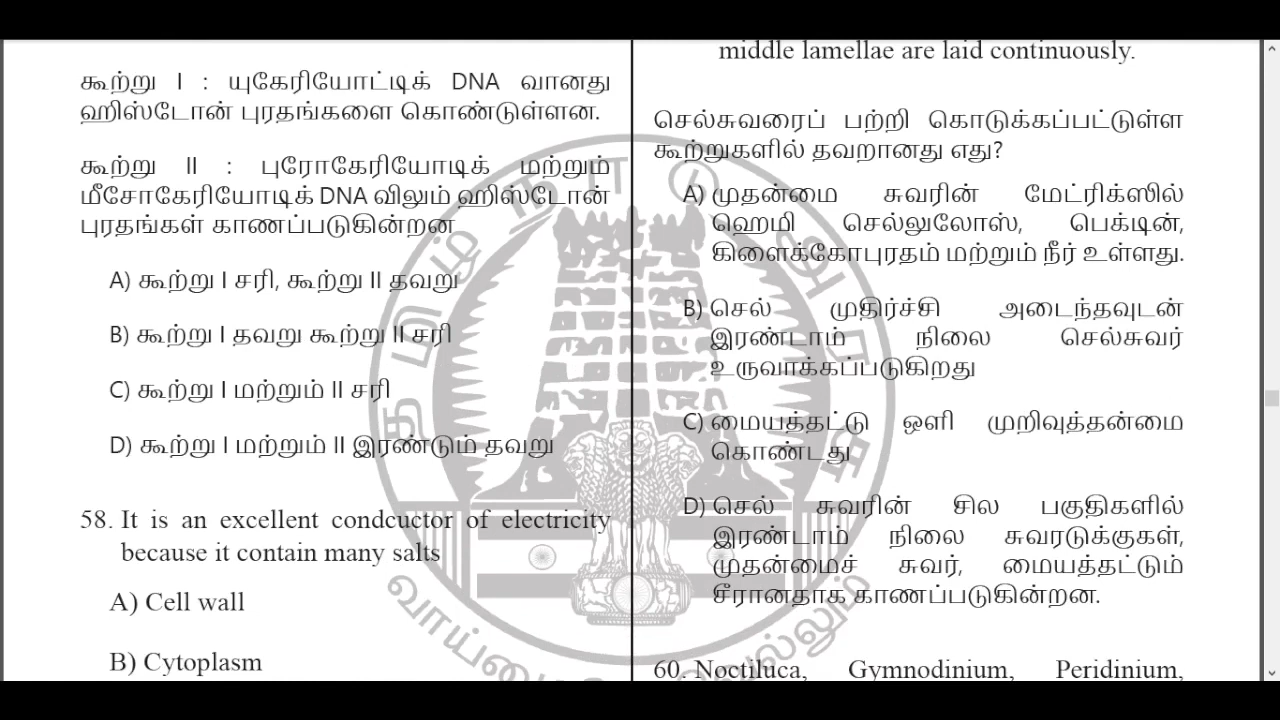 கூற்று I : யுகேரியோட்டிக் DNA வானது
ஹிஸ்டோன் புரதங்களை கொண்டுள்ளன.
கூற்று II : புரோகேரியோடிக் மற்றும்
மீசோகேரியோடிக் DNA விலும் ஹிஸ்டோன்
புரதங்கள் காணப்படுகின்றன
A) கூற்று I சரி, கூற்று II தவறு
B) கூற்று I தவறு கூற்று II சரி
C) கூற்று I மற்றும் II சரி
D) கூற்று I மற்றும் II இரண்டும் தவறு
58. It is an excellent condcuctor of electricity
because it contain many salts
A) Cell wall
B) Cytoplasm
middle lamellae are laid continuously.
செல்சுவரைப் பற்றி கொடுக்கப்பட்டுள்ள
கூற்றுகளில் தவறானது எது?
A) முதன்மை சுவரின் மேட்ரிக்ஸில்
ஹெமி செல்லுலோஸ், பெக்டின்,
கிளைக்கோபுரதம் மற்றும் நீர் உள்ளது.
B) செல் முதிர்ச்சி அடைந்தவுடன்
இரண்டாம் நிலை செல்சுவர்
உருவாக்கப்படுகிறது
C) மையத்தட்டு ஒளி முறிவுத்தன்மை
கொண்டது
D) செல் சுவரின் சில பகுதிகளில்
இரண்டாம் நிலை சுவரடுக்குகள்,
முதன்மைச் சுவர், மையத்தட்டும்
சீரானதாக காணப்படுகின்றன.
60. Noctiluca, Gymnodinium, Peridinium,